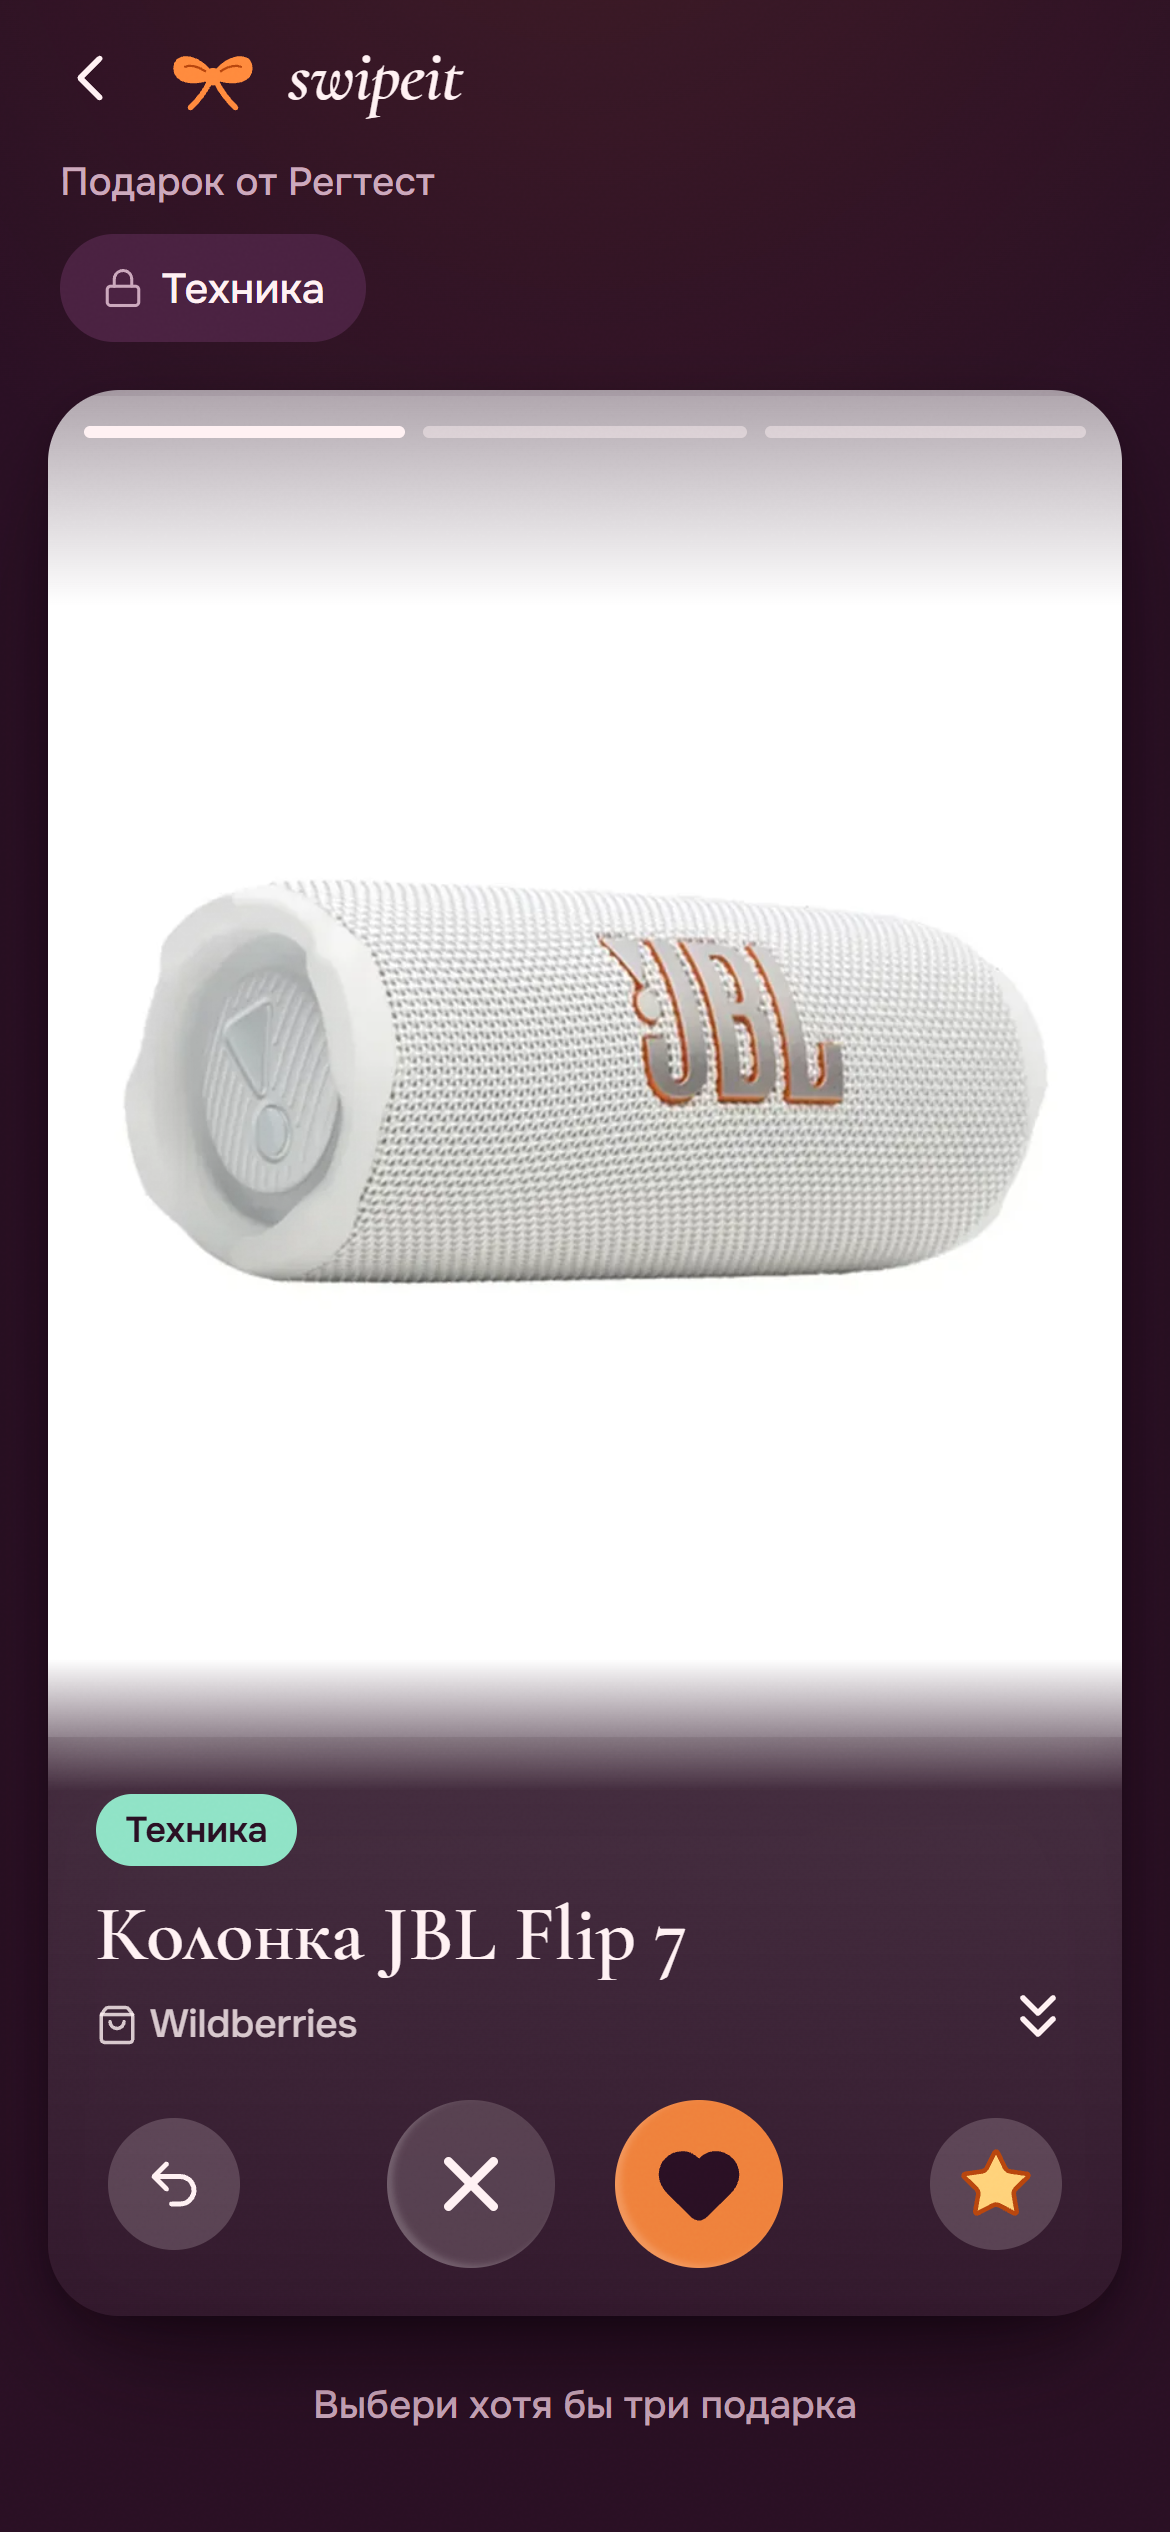 swipeit
Подарок от Регтест
Техника
JBL
Техника
Колонка JBL Flip 7
Wildberries
Выбери хотя бы три подарка